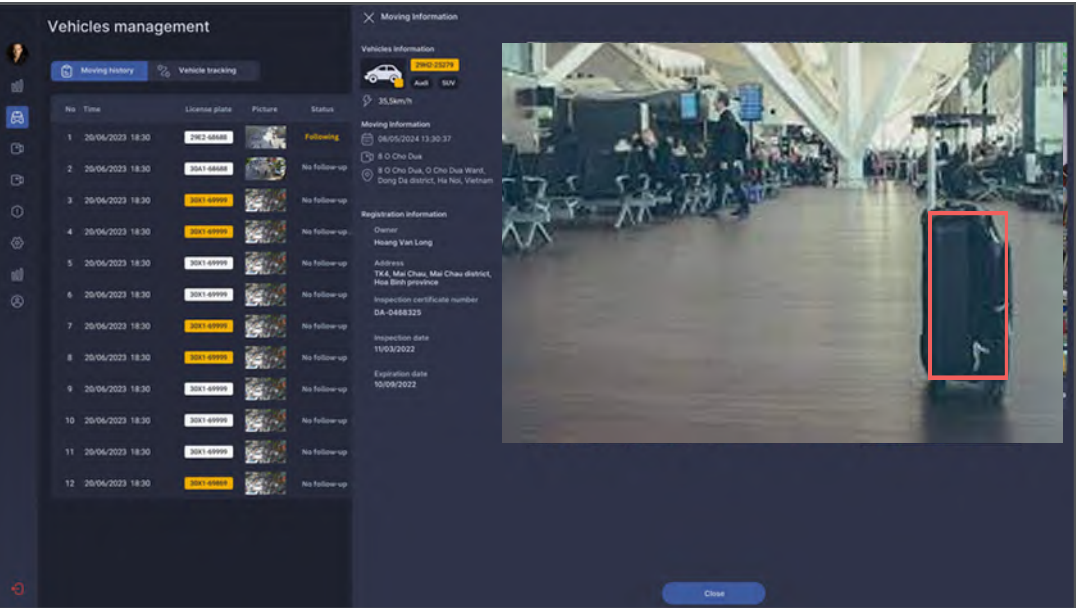 Vehicles management
Moving history
Vehicle tracking
No Time License plate Picture Status
1 20/06/2023 18:30 29E2-68688 Following
2 20/06/2023 18:30 30A1-68688 No follow-up
3 20/06/2023 18:30 30X1-69999 No follow-up
4 20/06/2023 18:30 30X1-69999 No follow-up
5 20/06/2023 18:30 30X1-69999 No follow-up
6 20/06/2023 18:30 30X1-69999 No follow-up
7 20/06/2023 18:30 30X1-69999 No follow-up
8 20/06/2023 18:30 30X1-69999 No follow-up
9 20/06/2023 18:30 30X1-69999 No follow-up
10 20/06/2023 18:30 30X1-69999 No follow-up
11 20/06/2023 18:30 30X1-69999 No follow-up
12 20/06/2023 18:30 30X1-69869 No follow-up
Moving Information
Vehicles Information
29H2-25279
Audi SUV
35,5km/h
Moving Information
08/05/2024 13:30:37
8 O Cho Dua
8 O Cho Dua, O Cho Dua Ward,
Dong Da district, Ha Noi, Vietnam
Registration Information
Owner
Hoang Van Long
Address
TK4, Mai Chau, Mai Chau district,
Hoa Binh province
Inspection certificate number
DA-0468325
Inspection date
11/03/2022
Expiration date
10/09/2022
Close